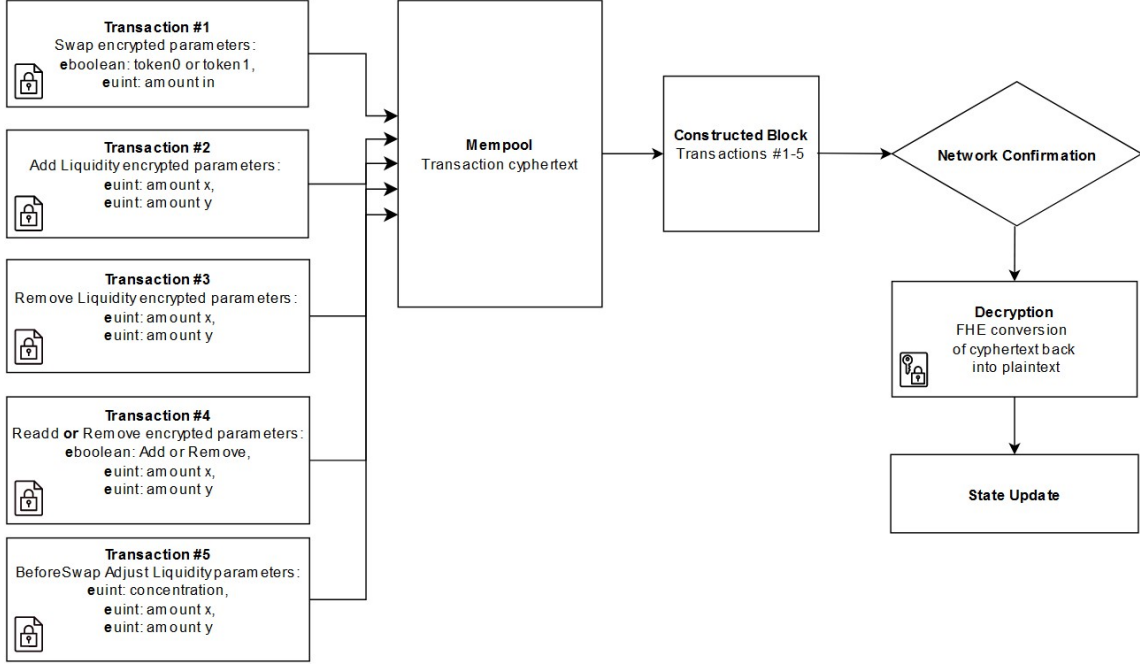 Transaction #1
Swap encrypted parameters:
eboolean: token0 or token1,
euint: amount in
Transaction #2
Add Liquidity encrypted parameters:
euint: amount x,
euint: amount y
Transaction #3
Remove Liquidity encrypted parameters:
euint: amount x,
euint: amount y
Transaction #4
Readd or Remove encrypted parameters:
eboolean: Add or Remove,
euint: amount x,
euint: amount y
Transaction #5
BeforeSwap Adjust Liquidity parameters:
euint: concentration,
euint: amount x,
euint: amount y
Mempool
Transaction cyphertext
Constructed Block
Transactions #1-5
Network Confirmation
Decryption
FHE conversion
of cyphertext back
into plaintext
State Update